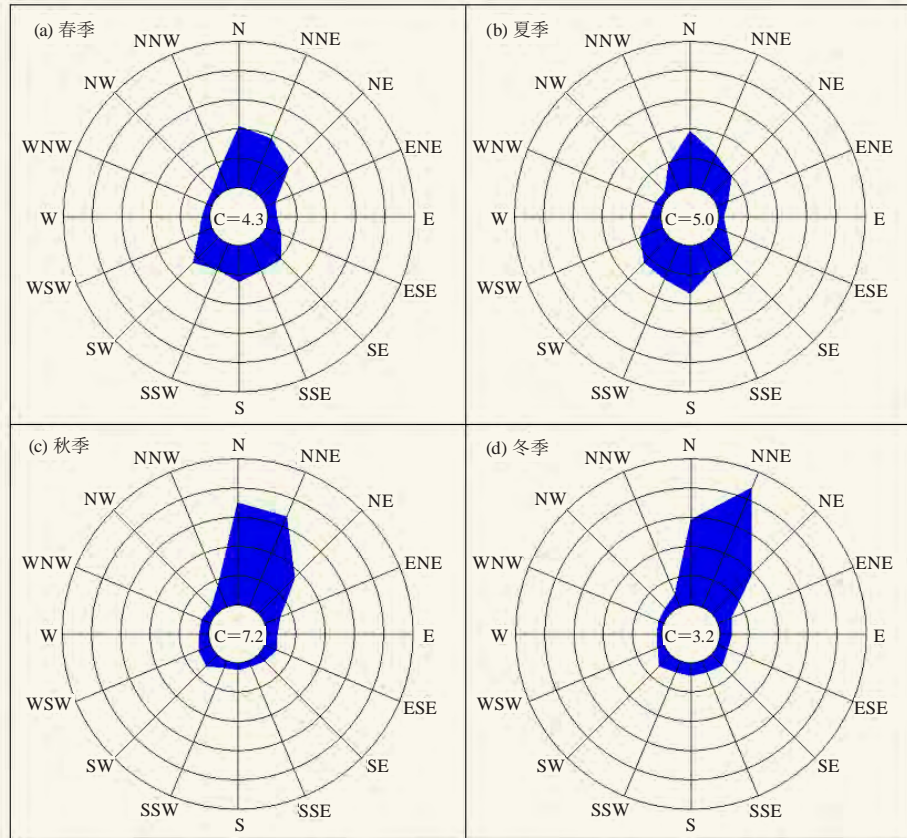 (a) 春季
N
NNE
NE
ENE
E
ESE
SE
SSE
S
SSW
SW
WSW
W
WNW
NW
NNW
C=4.3
(b) 夏季
N
NNE
NE
ENE
E
ESE
SE
SSE
S
SSW
SW
WSW
W
WNW
NW
NNW
C=5.0
(c) 秋季
N
NNE
NE
ENE
E
ESE
SE
SSE
S
SSW
SW
WSW
W
WNW
NW
NNW
C=7.2
(d) 冬季
N
NNE
NE
ENE
E
ESE
SE
SSE
S
SSW
SW
WSW
W
WNW
NW
NNW
C=3.2